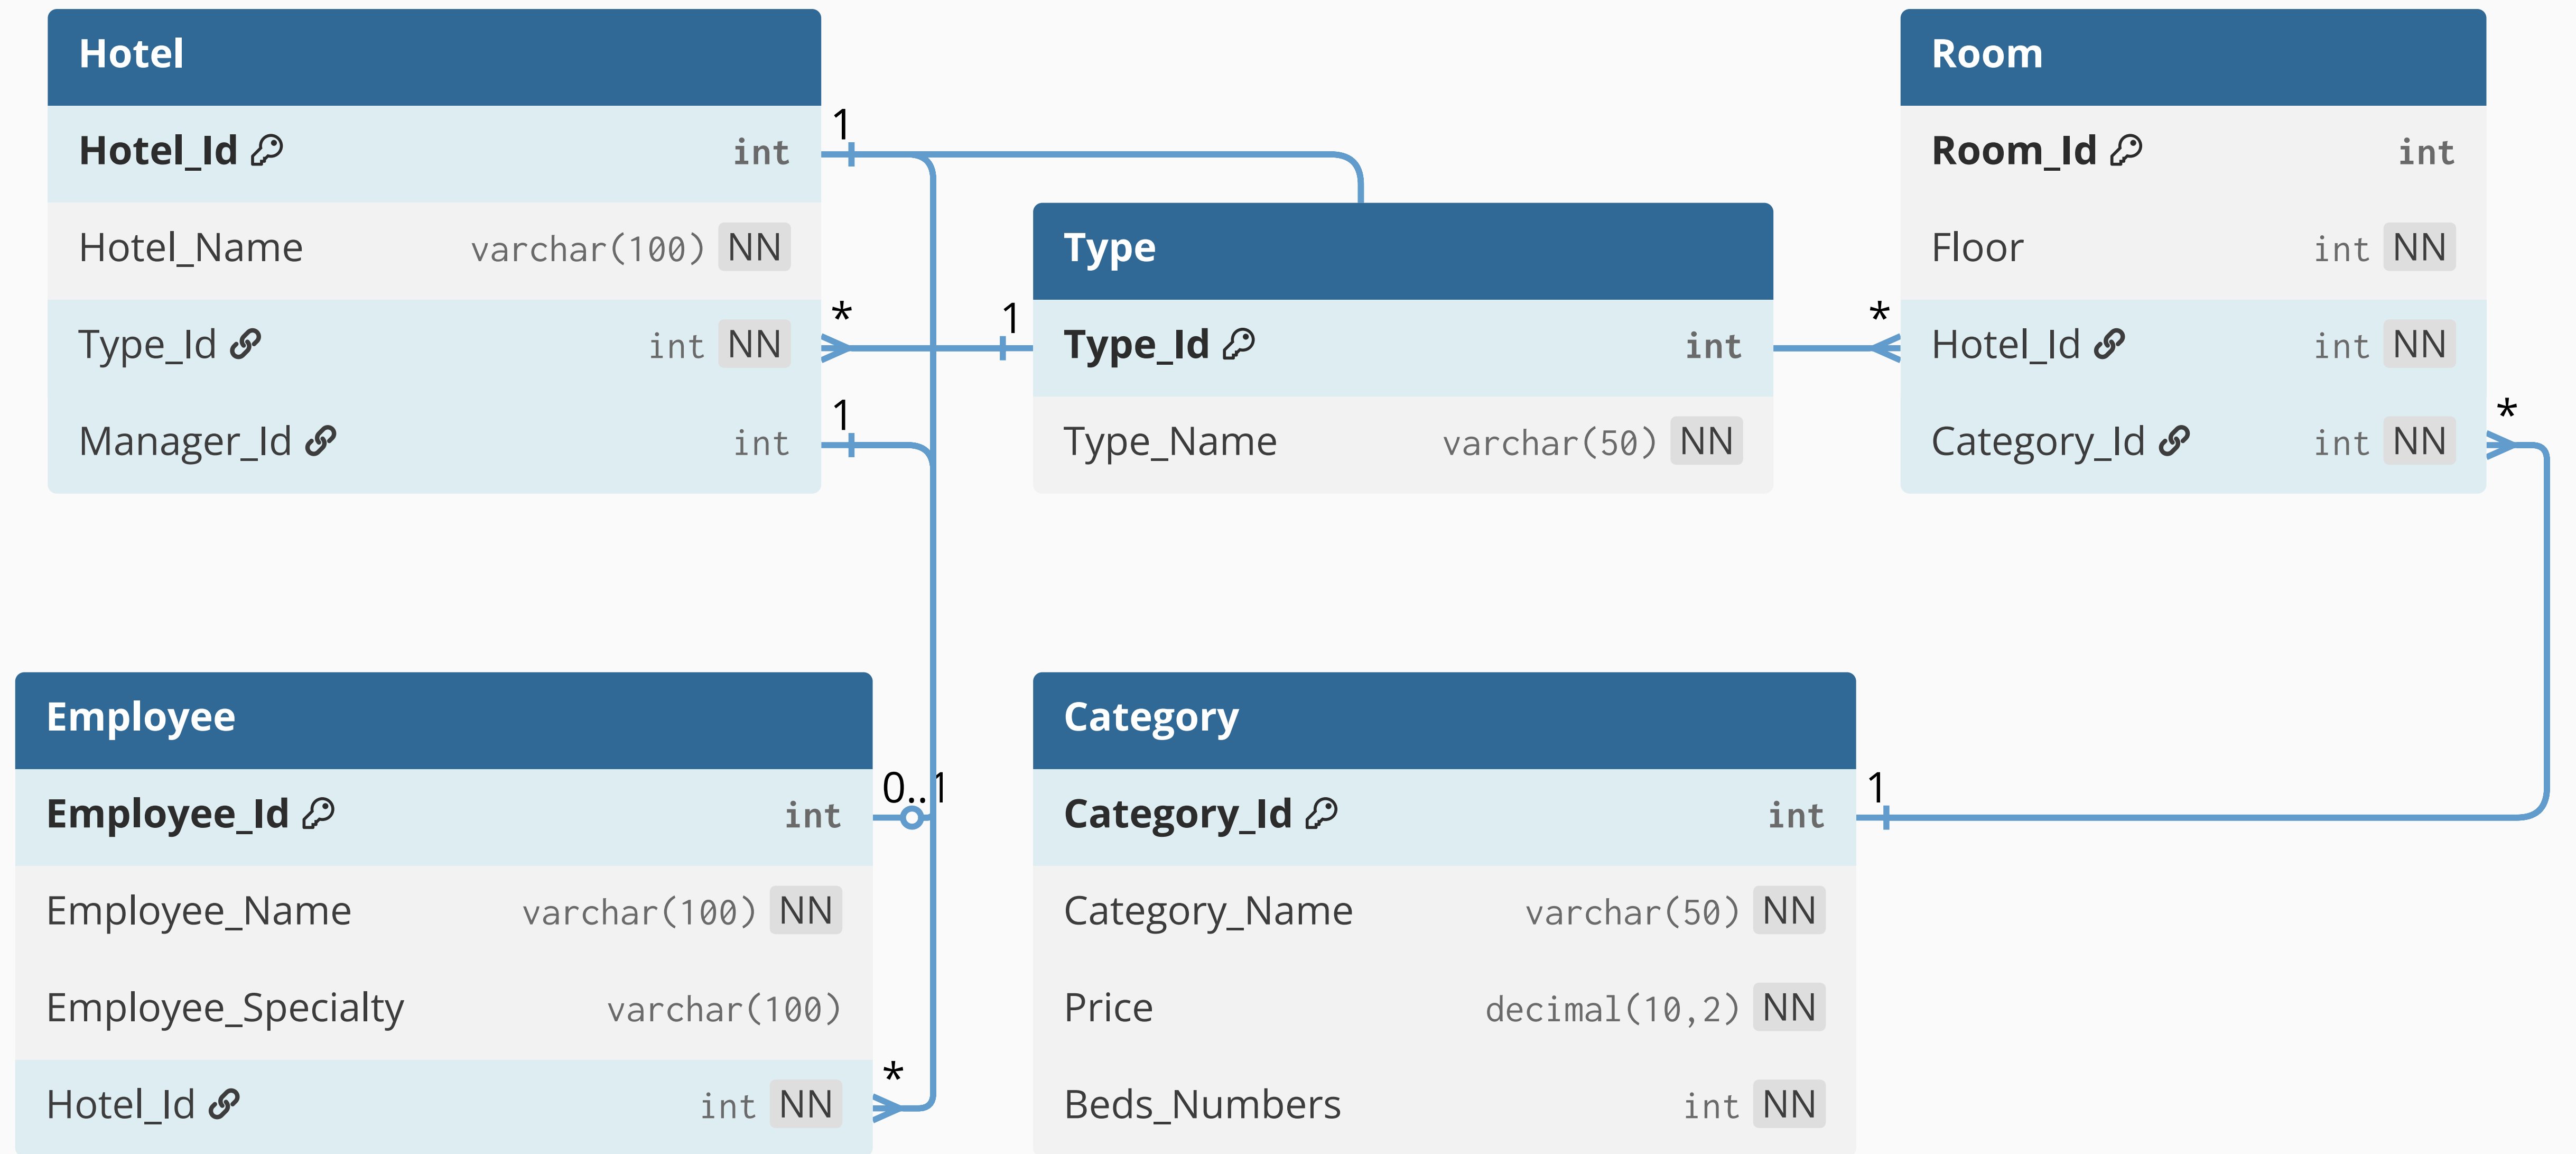 Hotel
Hotel_Id int
Hotel_Name varchar(100) NN
Type_Id int NN
Manager_Id int
1
*
1
Type
1
Type_Id int
Type_Name varchar(50) NN
Room
Room_Id int
Floor int NN
*
Hotel_Id int NN
Category_Id int NN
*
Employee
Employee_Id int
Employee_Name varchar(100) NN
Employee_Specialty varchar(100)
Hotel_Id int NN
0..1
*
Category
Category_Id int
1
Category_Name varchar(50) NN
Price decimal(10,2) NN
Beds_Numbers int NN